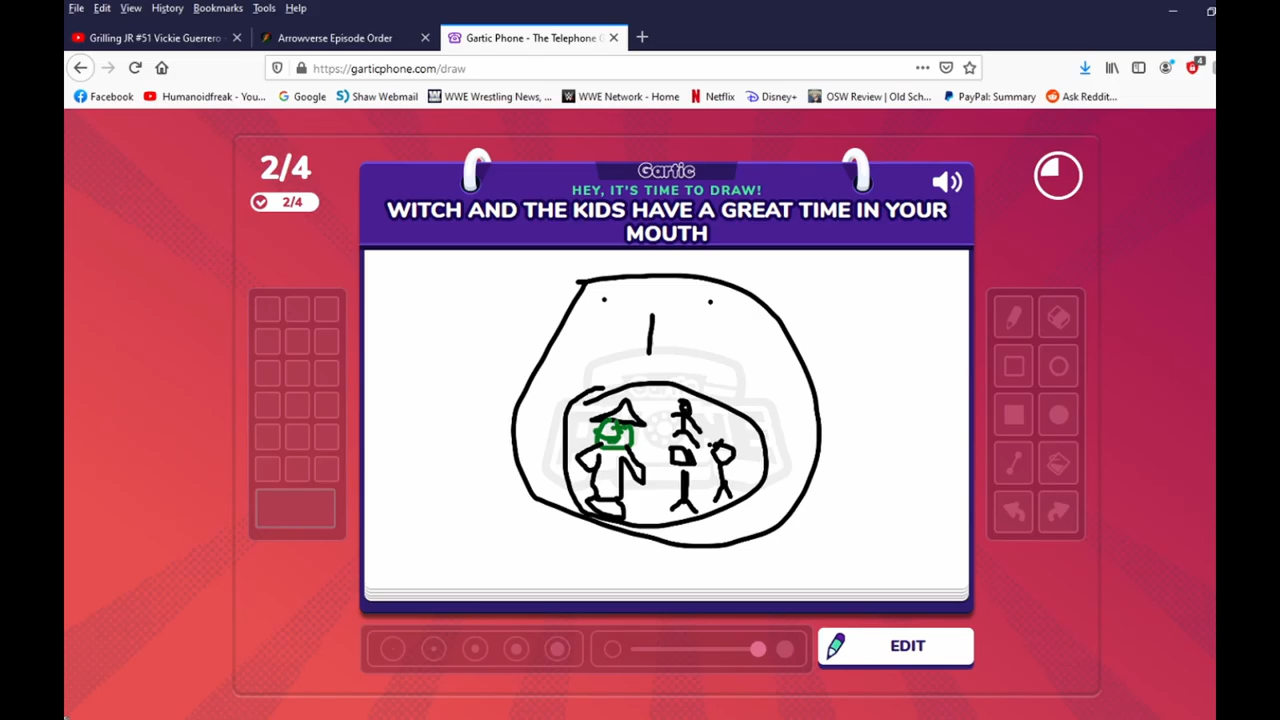 File Edit View History Bookmarks Tools Help
Grilling JR #51 Vickie Guerrero Arrowverse Episode Order Gartic Phone - The Telephone G
https://garticphone.com/draw
4
Facebook Humanoidfreak - You... Google Shaw Webmail WWE Wrestling News, ... WWE Network - Home Netflix Disney+ OSW Review | Old Sch... PayPal: Summary Ask Reddit...
2/4
2/4
Gartic
HEY, IT'S TIME TO DRAW!
WITCH AND THE KIDS HAVE A GREAT TIME IN YOUR
MOUTH
EDIT